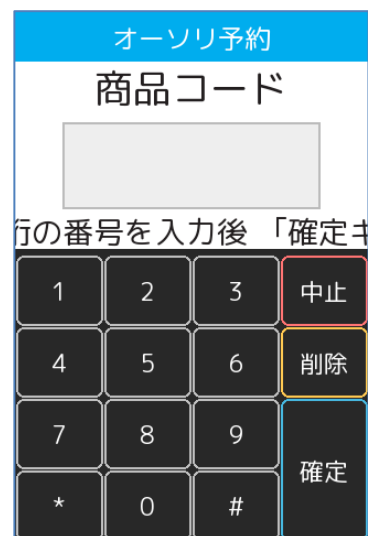 オーソリ予約
商品コード
桁の番号を入力後 「確定キ
1 2 3 中止
4 5 6 削除
7 8 9
確定
* 0 #